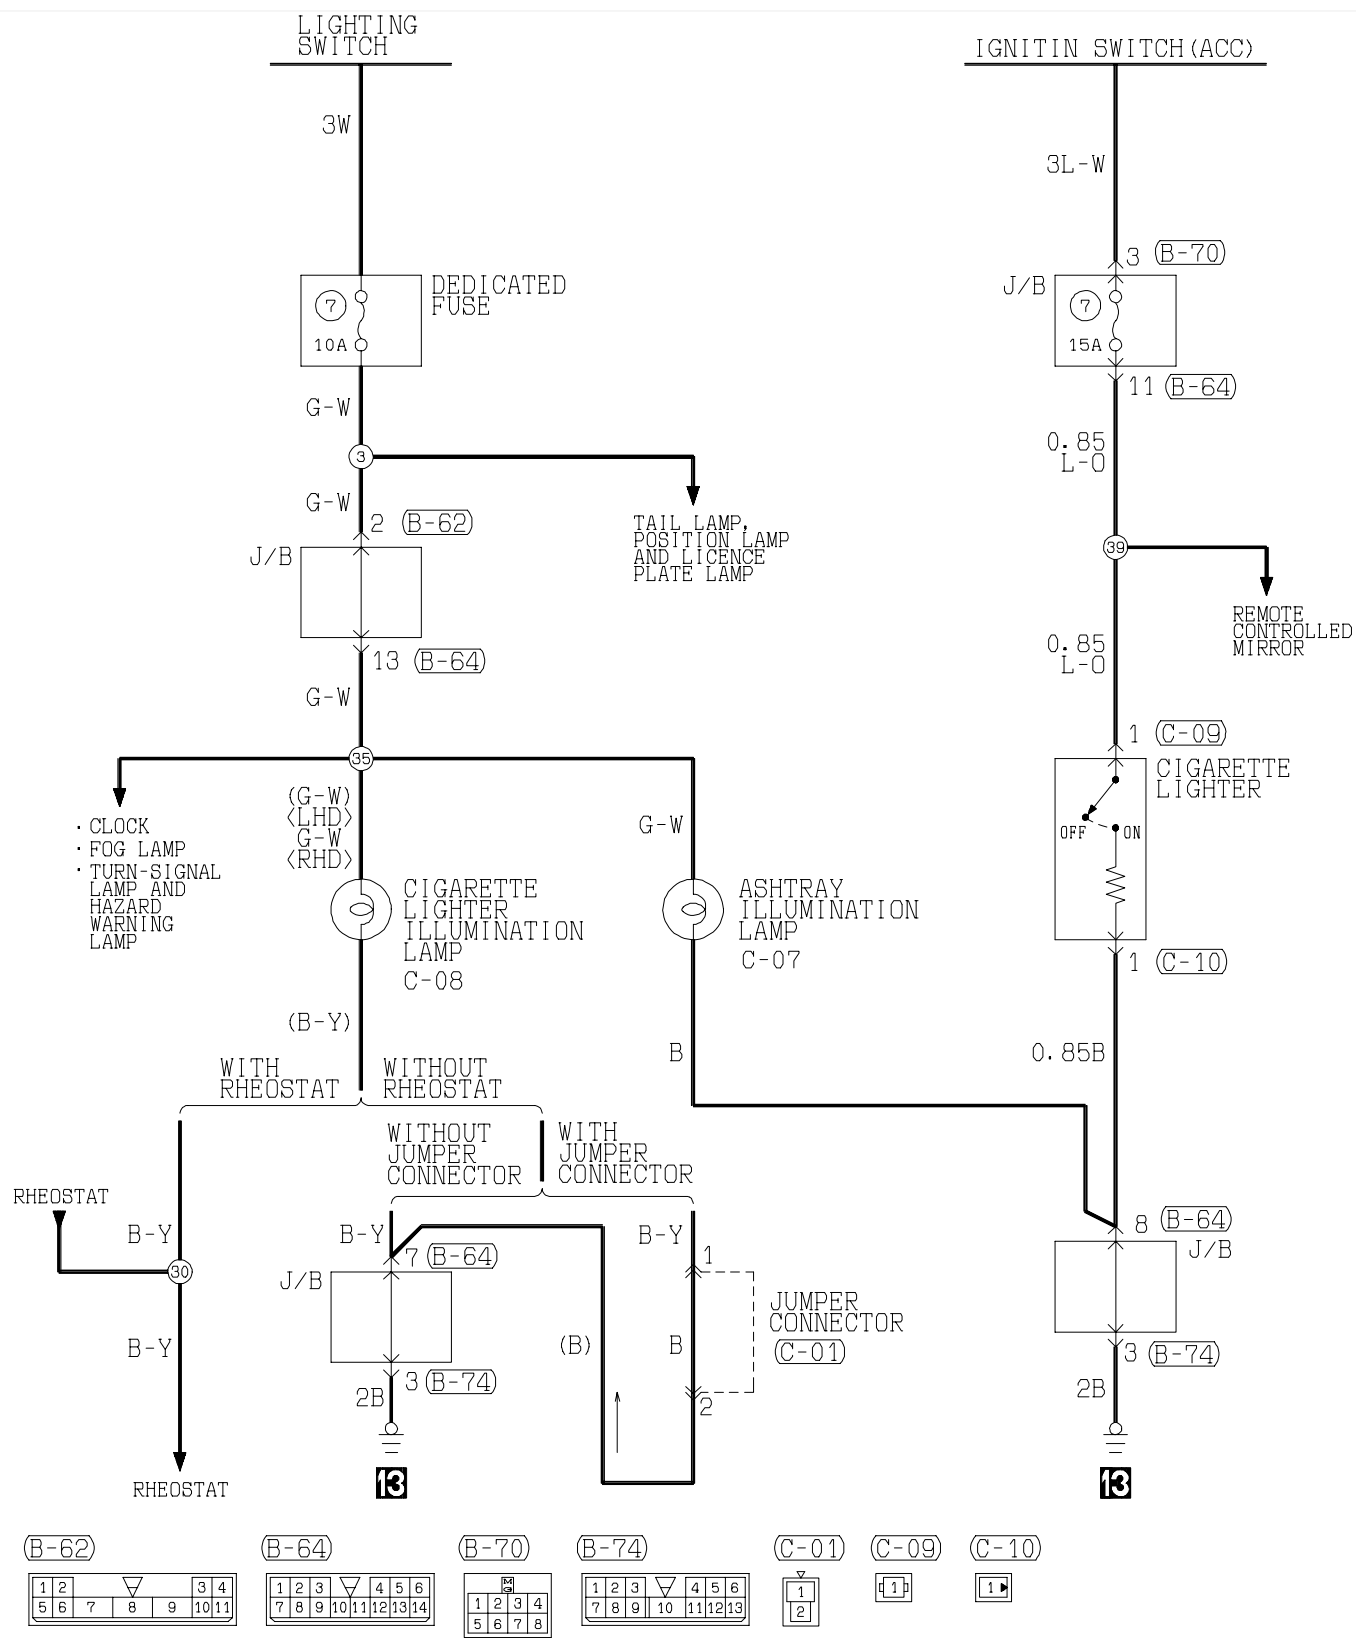 LIGHTING
SWITCH
IGNITIN SWITCH(ACC)
3W
3L-W
3 (B-70)
J/B
7
15A
DEDICATED
FUSE
7
10A
11 (B-64)
G-W
0.85
L-O
3
G-W
2 (B-62)
TAIL LAMP,
POSITION LAMP
AND LICENCE
PLATE LAMP
39
J/B
REMOTE
CONTROLLED
MIRROR
0.85
L-O
13 (B-64)
G-W
1 (C-09)
35
CIGARETTE
LIGHTER
OFF
ON
(G-W)
<LHD>
G-W
<RHD>
G-W
· CLOCK
· FOG LAMP
· TURN-SIGNAL
LAMP AND
HAZARD
WARNING
LAMP
CIGARETTE
LIGHTER
ILLUMINATION
LAMP
C-08
ASHTRAY
ILLUMINATION
LAMP
C-07
1 (C-10)
(B-Y)
B
0.85B
WITH
RHEOSTAT
WITHOUT
RHEOSTAT
WITHOUT
JUMPER
CONNECTOR
WITH
JUMPER
CONNECTOR
RHEOSTAT
B-Y
30
B-Y
RHEOSTAT
B-Y
7 (B-64)
J/B
3 (B-74)
2B
13
(B)
B-Y
1
B
2
JUMPER
CONNECTOR
(C-01)
8 (B-64)
J/B
3 (B-74)
2B
13
(B-62)
1 2 3 4
5 6 7 8 9 10 11
(B-64)
1 2 3 4 5 6
7 8 9 10 11 12 13 14
(B-70)
1 2 3 4
5 6 7 8
(B-74)
1 2 3 4 5 6
7 8 9 10 11 12 13
(C-01)
1
2
(C-09)
1
(C-10)
1